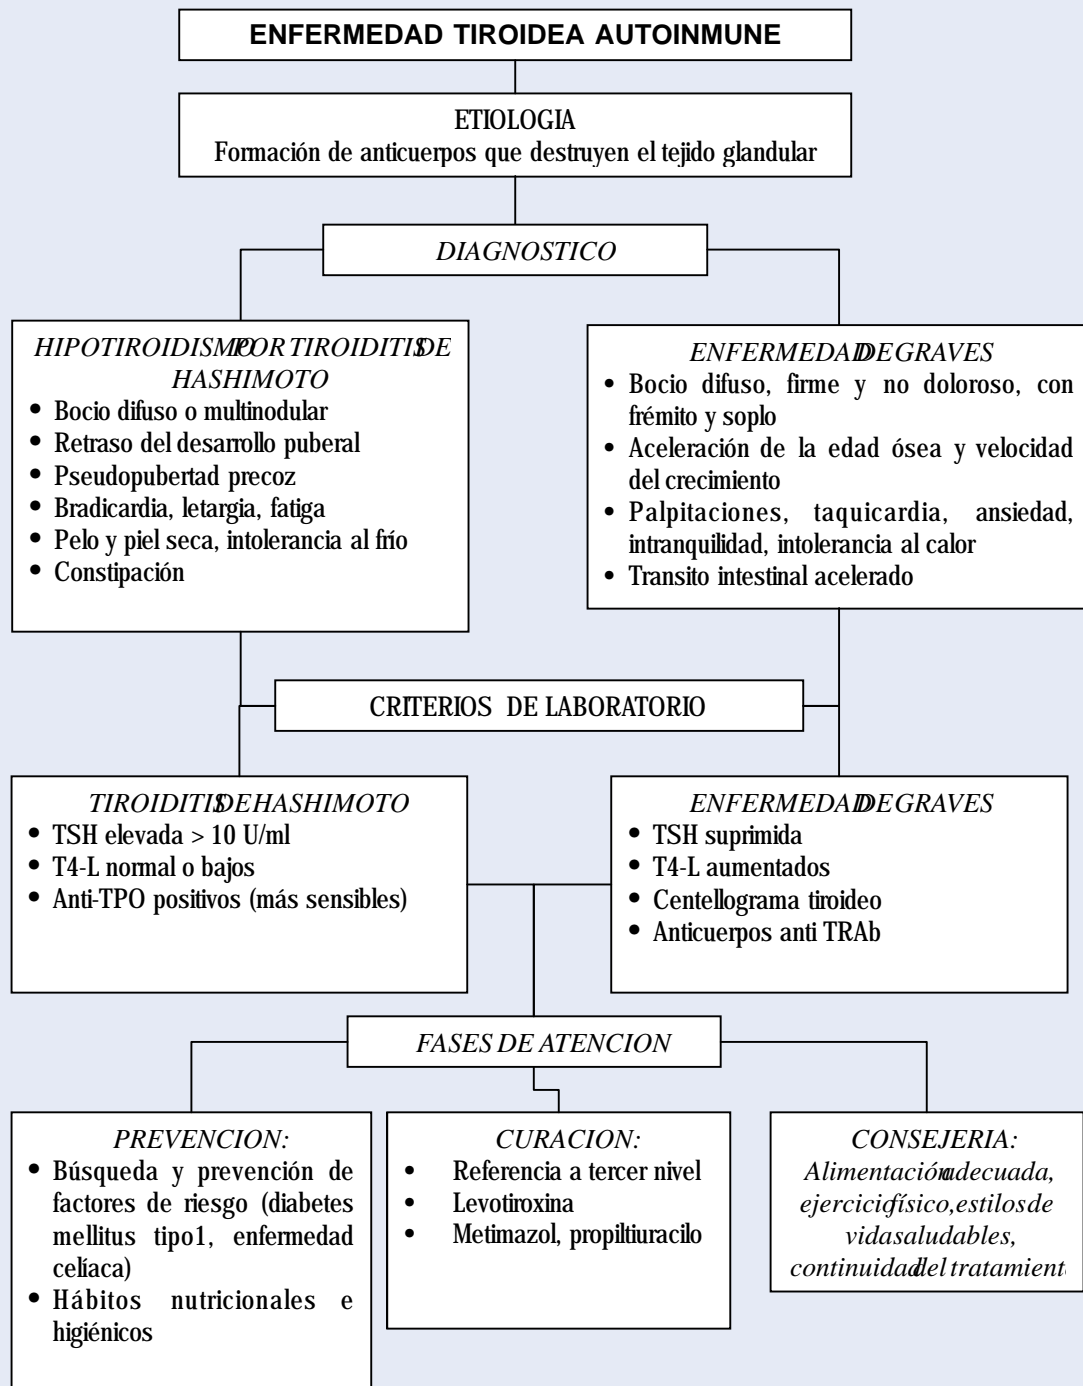 ENFERMEDAD TIROIDEA AUTOINMUNE
ETIOLOGIA
Formación de anticuerpos que destruyen el tejido glandular
DIAGNOSTICO
HIPOTIROIDISMO POR TIROIDITIS DE
HASHIMOTO
• Bocio difuso o multinodular
• Retraso del desarrollo puberal
• Pseudopubertad precoz
• Bradicardia, letargia, fatiga
• Pelo y piel seca, intolerancia al frío
• Constipación
ENFERMEDAD DE GRAVES
• Bocio difuso, firme y no doloroso, con
frémito y soplo
• Aceleración de la edad ósea y velocidad
del crecimiento
• Palpitaciones, taquicardia, ansiedad,
intranquilidad, intolerancia al calor
• Transito intestinal acelerado
CRITERIOS DE LABORATORIO
TIROIDITIS DE HASHIMOTO
• TSH elevada > 10 U/ml
• T4-L normal o bajos
• Anti-TPO positivos (más sensibles)
ENFERMEDAD DE GRAVES
• TSH suprimida
• T4-L aumentados
• Centellograma tiroideo
• Anticuerpos anti TRAb
FASES DE ATENCION
PREVENCION:
• Búsqueda y prevención de
factores de riesgo (diabetes
mellitus tipo1, enfermedad
celíaca)
• Hábitos nutricionales e
higiénicos
CURACION:
• Referencia a tercer nivel
• Levotiroxina
• Metimazol, propiltiuracilo
CONSEJERIA:
Alimentación adecuada,
ejercicio físico, estilos de
vida saludables,
continuidad del tratamient